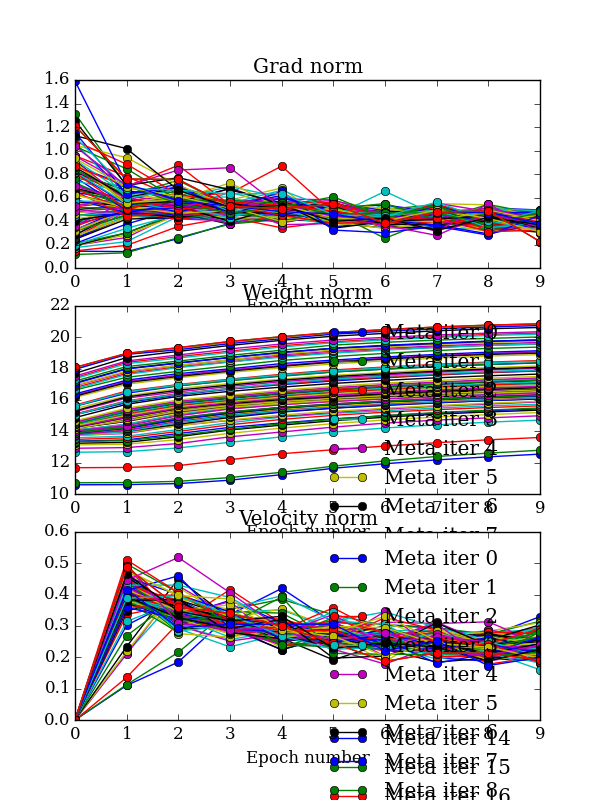 Grad norm
1.6
1.4
1.2
1.0
0.8
0.6
0.4
0.2
0.0
0 1 2 3 4 5 6 7 8 9
Epoch number
Weight norm
22
20
18
16
14
12
10
Meta iter 0
Meta iter 1
Meta iter 2
Meta iter 3
Meta iter 4
Meta iter 5
Meta iter 6
Meta iter 7
0 1 2 3 4 5 6 7 8 9
Epoch number
Velocity norm
0.6
0.5
0.4
0.3
0.2
0.1
0.0
Meta iter 0
Meta iter 1
Meta iter 2
Meta iter 3
Meta iter 4
Meta iter 5
Meta iter 6
0 1 2 3 4 5 6 7 8 9
Meta iter 14
Epoch number
Meta iter 7
Meta iter 15
Meta iter 8
Meta iter 16